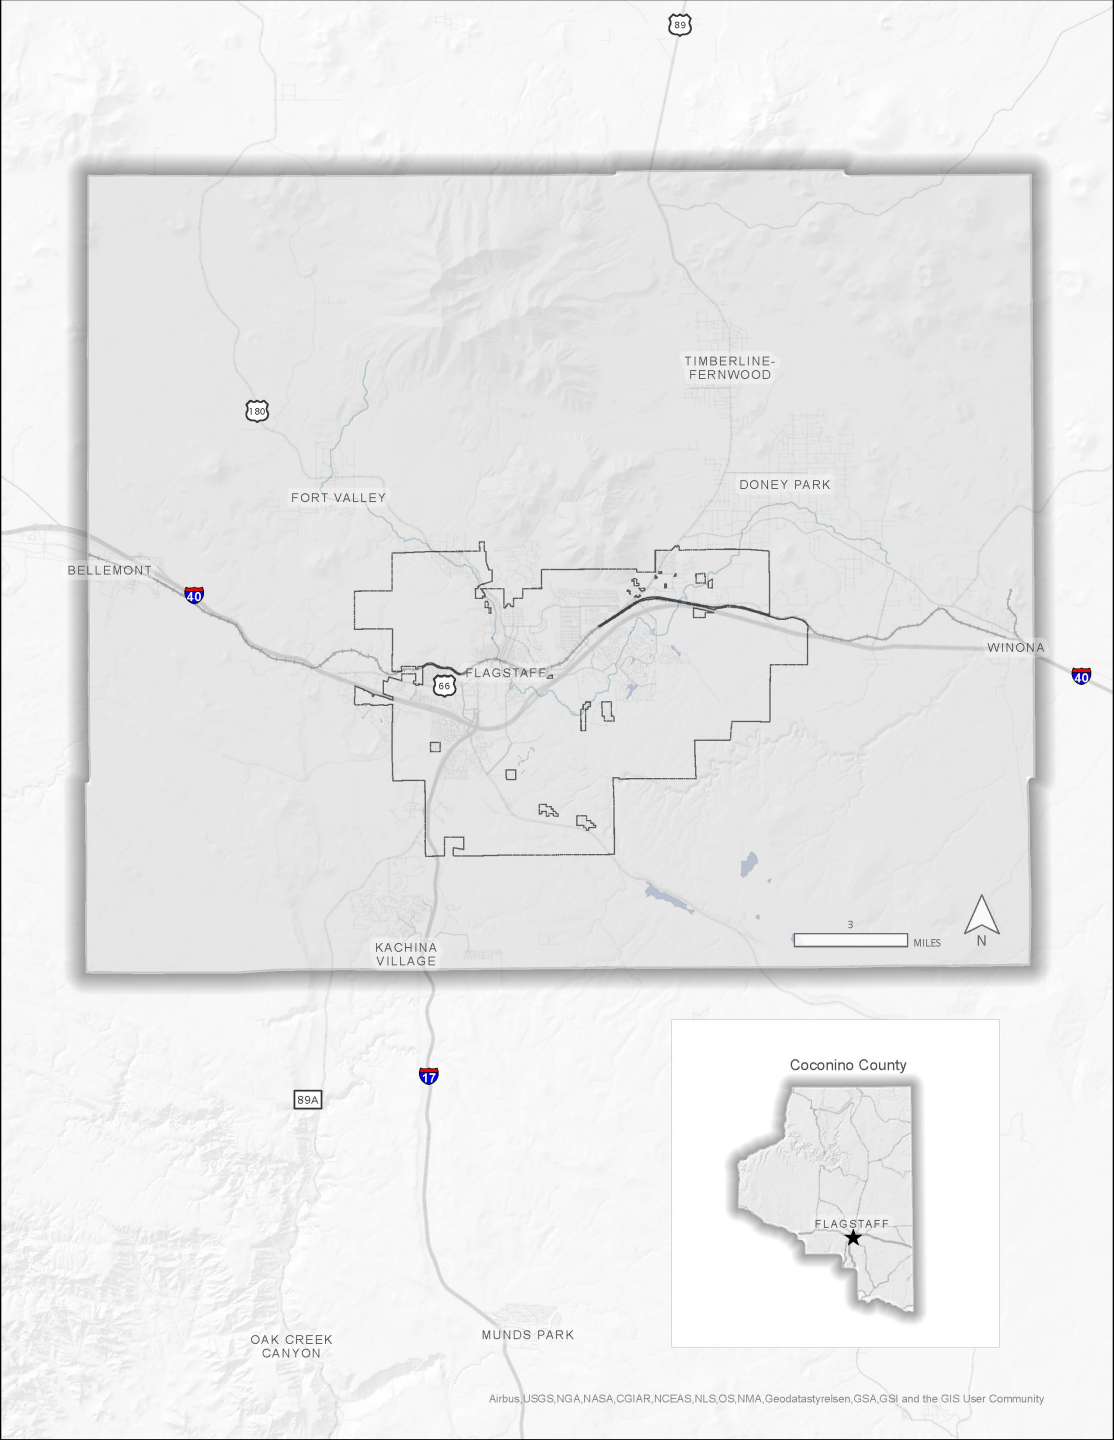 89
TIMBERLINE-
FERNWOOD
180
DONEY PARK
FORT VALLEY
BELLEMONT
40
WINONA
FLAGSTAFF
40
66
3
MILES
N
KACHINA
VILLAGE
Coconino County
17
89A
FLAGSTAFF
MUNDS PARK
OAK CREEK
CANYON
Airbus,USGS,NGA,NASA,CGIAR,NCEAS,NLS,OS,NMA,Geodatastyrelsen,GSA,GSI and the GIS User Community